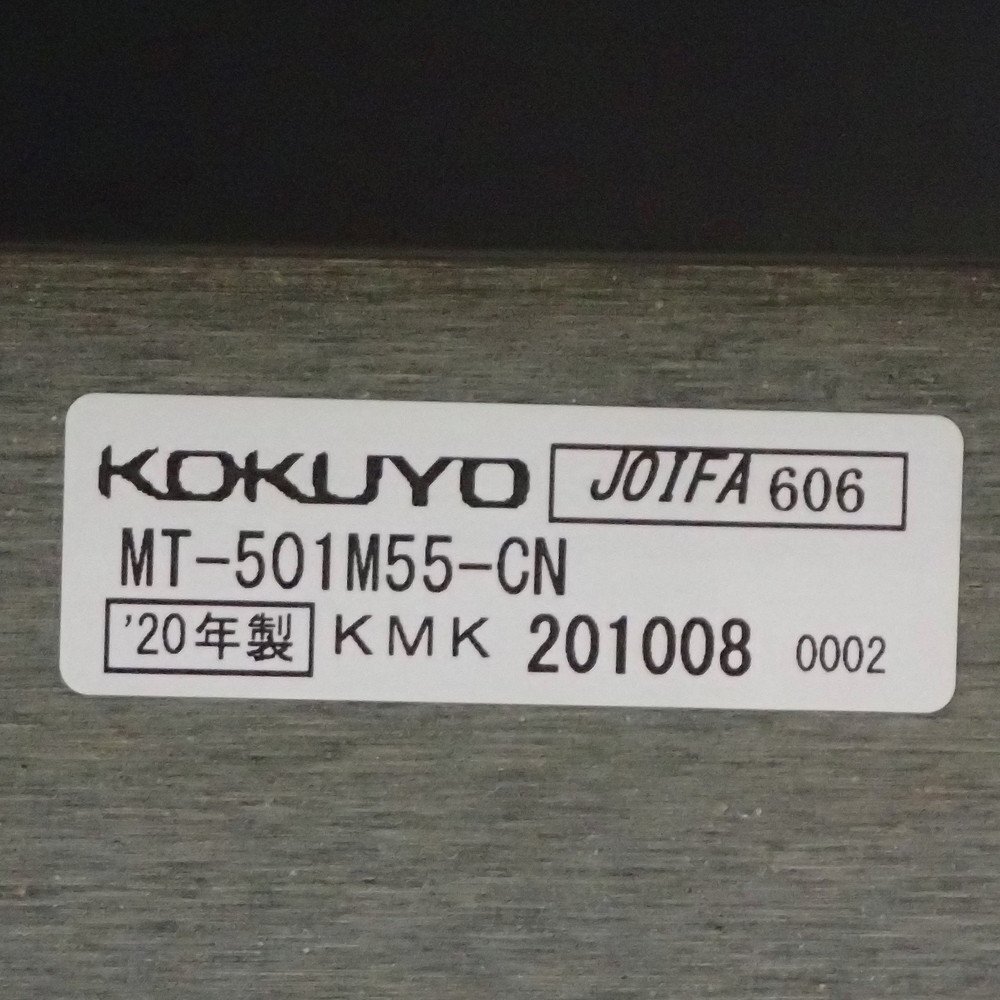 KOKUYO JOIFA 606
MT-501M55-CN
'20年製 KMK 201008 0002